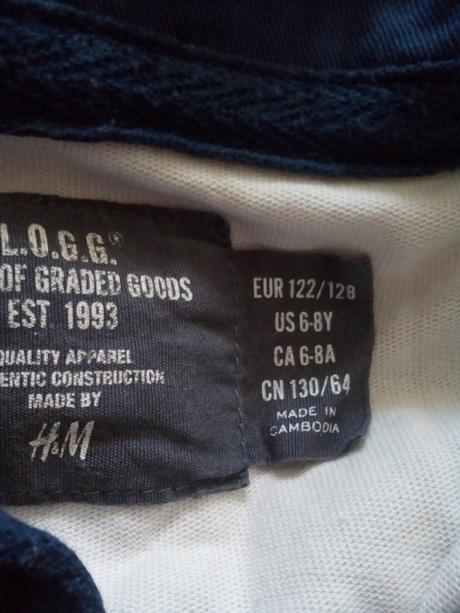 L.O.G.G.®
OF GRADED GOODS
EST 1993
QUALITY APPAREL
ENTIC CONSTRUCTION
MADE BY
H&M
EUR 122/128
US 6-8Y
CA 6-8A
CN 130/64
MADE IN
CAMBODIA